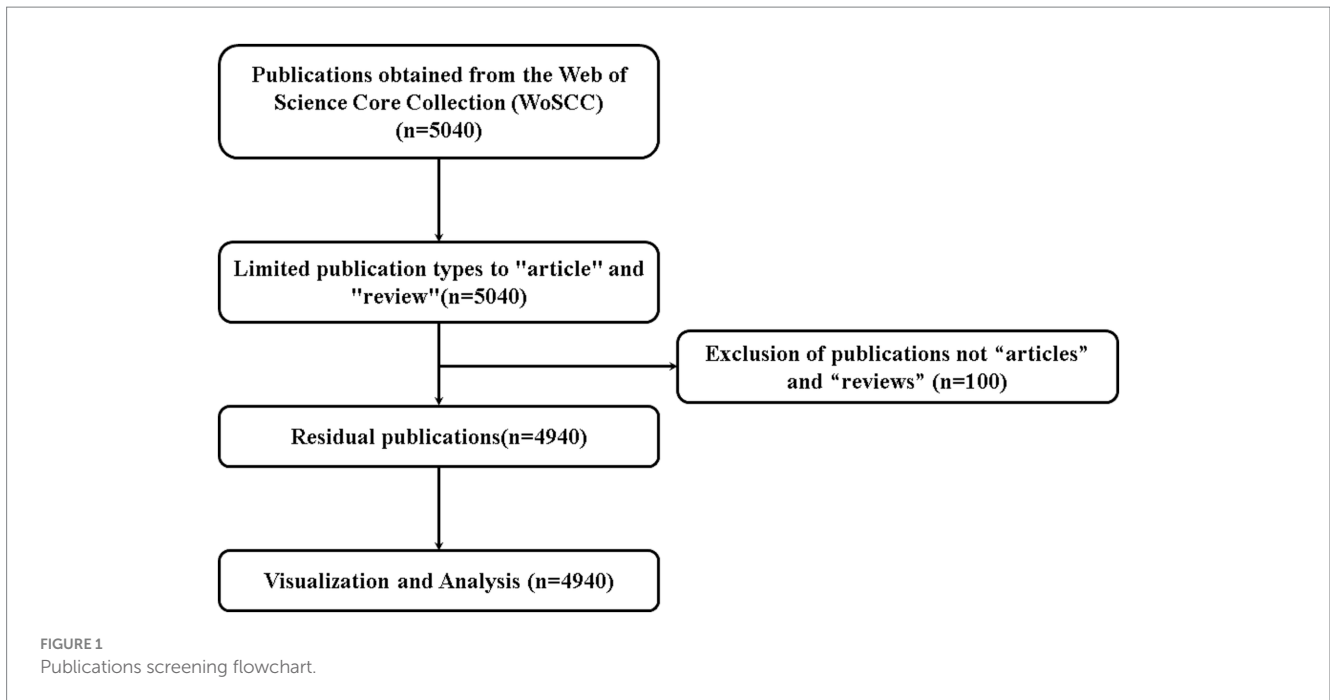 Publications obtained from the Web of
Science Core Collection (WoSCC)
(n=5040)
Limited publication types to "article" and
"review"(n=5040)
Exclusion of publications not “articles”
and “reviews” (n=100)
Residual publications(n=4940)
Visualization and Analysis (n=4940)
FIGURE 1
Publications screening flowchart.